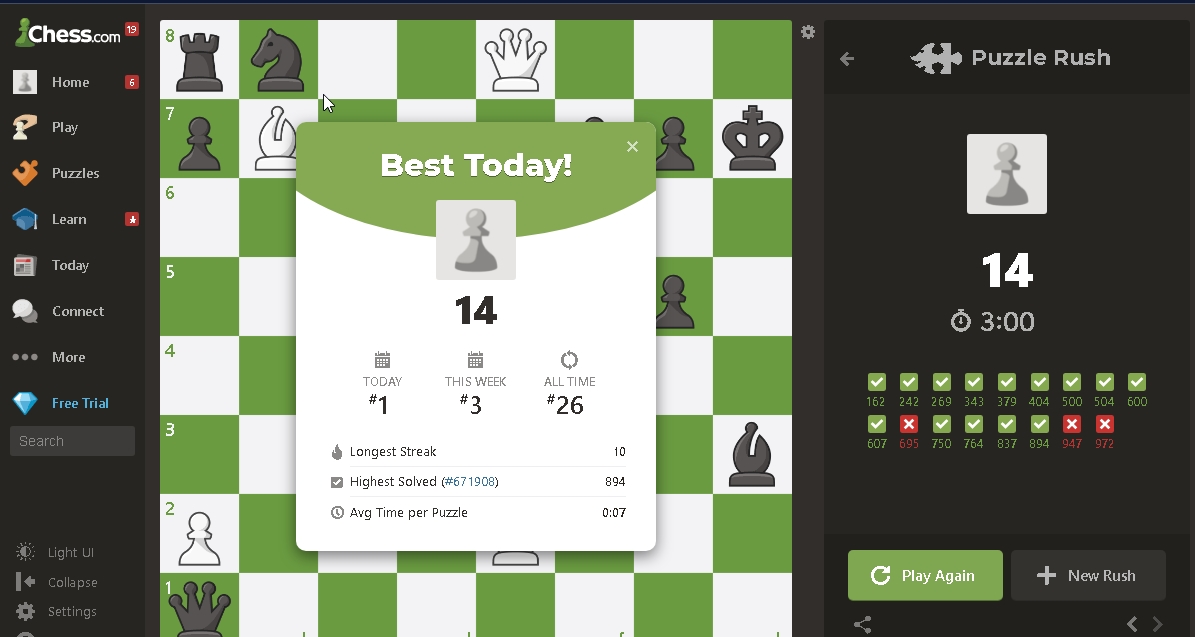 Chess.com 19
Home 6
Play
Puzzles
Learn
Today
Connect
More
Free Trial
Search
Light UI
Collapse
Settings
8
7
6
5
4
3
2
1
f
Best Today!
14
TODAY THIS WEEK ALL TIME
#1 #3 #26
Longest Streak 10
Highest Solved (#671908) 894
Avg Time per Puzzle 0:07
Puzzle Rush
14
3:00
162 242 269 343 379 404 500 504 600
607 695 750 764 837 894 947 972
Play Again
New Rush